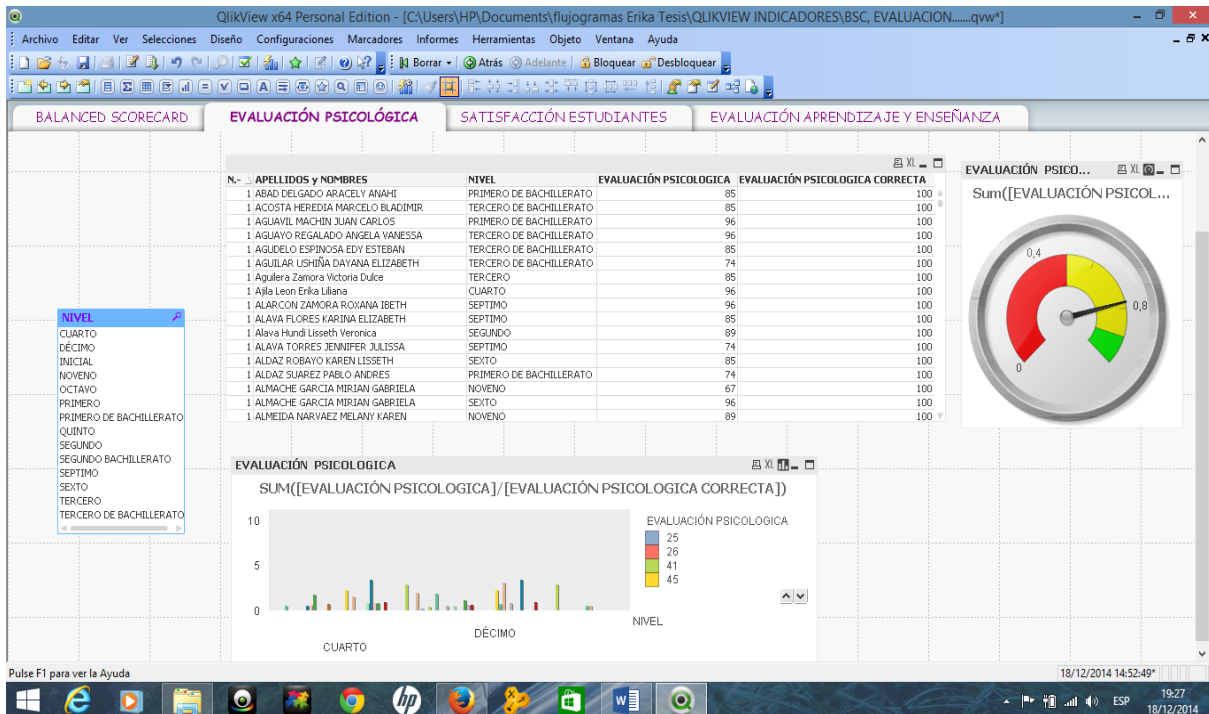 QlikView x64 Personal Edition - [C:\Users\HP\Documents\flujogramas Erika Tesis\QLIKVIEW INDICADORES\BSC, EVALUACION.......qvw*]
Archivo Editar Ver Selecciones Diseño Configuraciones Marcadores Informes Herramientas Objeto Ventana Ayuda
Borrar Atrás Adelante Bloquear Desbloquear
BALANCED SCORECARD EVALUACIÓN PSICOLÓGICA SATISFACCIÓN ESTUDIANTES EVALUACIÓN APRENDIZAJE Y ENSEÑANZA
XL
N.- APELLIDOS y NOMBRES NIVEL EVALUACIÓN PSICOLOGICA EVALUACIÓN PSICOLOGICA CORRECTA
1 ABAD DELGADO ARACELY ANAHI PRIMERO DE BACHILLERATO 85 100
1 ACOSTA HEREDIA MARCELO BLADIMIR TERCERO DE BACHILLERATO 85 100
1 AGUAVIL MACHIN JUAN CARLOS PRIMERO DE BACHILLERATO 96 100
1 AGUAYO REGALADO ANGELA VANESSA TERCERO DE BACHILLERATO 96 100
1 AGUDELO ESPINOSA EDY ESTEBAN TERCERO DE BACHILLERATO 85 100
1 AGUILAR USHIÑA DAYANA ELIZABETH TERCERO DE BACHILLERATO 74 100
1 Aguilera Zamora Victoria Dulce TERCERO 85 100
1 Ajila Leon Erika Liliana CUARTO 96 100
1 ALARCON ZAMORA ROXANA IBETH SEPTIMO 96 100
1 ALAVA FLORES KARINA ELIZABETH SEPTIMO 85 100
1 Alava Hundi Lisseth Veronica SEGUNDO 89 100
1 ALAVA TORRES JENNIFER JULISSA SEPTIMO 74 100
1 ALDAZ ROBAYO KAREN LISSETH SEXTO 85 100
1 ALDAZ SUAREZ PABLO ANDRES PRIMERO DE BACHILLERATO 74 100
1 ALMACHE GARCIA MIRIAN GABRIELA NOVENO 67 100
1 ALMACHE GARCIA MIRIAN GABRIELA SEXTO 96 100
1 ALMEIDA NARVAEZ MELANY KAREN NOVENO 89 100
EVALUACIÓN PSICO... XL
Sum([EVALUACIÓN PSICOL...
0,4
0,8
0
NIVEL
CUARTO
DÉCIMO
INICIAL
NOVENO
OCTAVO
PRIMERO
PRIMERO DE BACHILLERATO
QUINTO
SEGUNDO
SEGUNDO BACHILLERATO
SEPTIMO
SEXTO
TERCERO
TERCERO DE BACHILLERATO
EVALUACIÓN PSICOLOGICA XL
SUM([EVALUACIÓN PSICOLOGICA]/[EVALUACIÓN PSICOLOGICA CORRECTA])
10
5
0
EVALUACIÓN PSICOLOGICA
25
26
41
45
NIVEL
DÉCIMO
CUARTO
Pulse F1 para ver la Ayuda 18/12/2014 14:52:49*
hp
ESP 19:27
18/12/2014